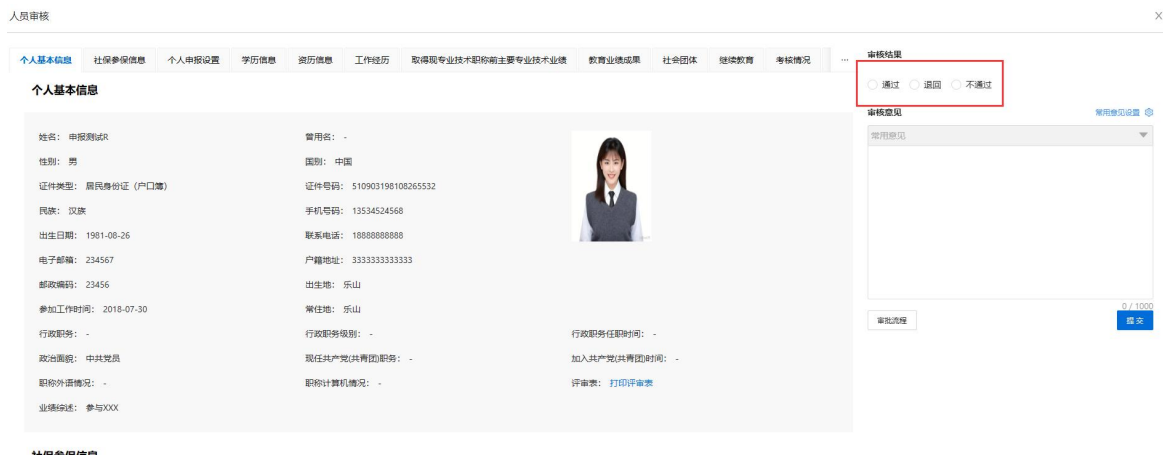 人员审核
个人基本信息 社保参保信息 个人申报设置 学历信息 资历信息 工作经历 取得现专业技术职称前主要专业技术业绩 教育业绩成果 社会团体 继续教育 考核情况 ...
审核结果
通过 退回 不通过
个人基本信息
审核意见 常用意见设置
常用意见
姓名： 申报测试R 曾用名： -
性别： 男 国别： 中国
证件类型： 居民身份证（户口簿） 证件号码： 510903198108265532
民族： 汉族 手机号码： 13534524568
出生日期： 1981-08-26 联系电话： 18888888888
电子邮箱： 234567 户籍地址： 3333333333333
邮政编码： 23456 出生地： 乐山
参加工作时间： 2018-07-30 常住地： 乐山
0 / 1000
审批流程 提交
行政职务： - 行政职务级别： - 行政职务任职时间： -
政治面貌： 中共党员 现任共产党(共青团)职务： - 加入共产党(共青团)时间： -
职称外语情况： - 职称计算机情况： - 评审表： 打印评审表
业绩综述： 参与XXX
社保参保信息